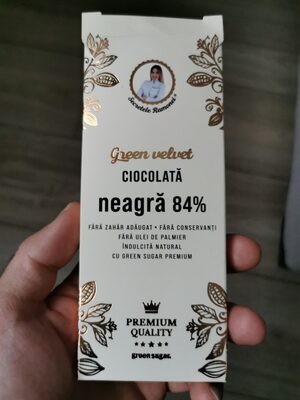 Secretele Ramonei
Green velvet
CIOCOLATĂ
neagră 84%
FĂRĂ ZAHĂR ADĂUGAT • FĂRĂ CONSERVANȚI
FĂRĂ ULEI DE PALMIER
ÎNDULCITĂ NATURAL
CU GREEN SUGAR PREMIUM
PREMIUM
QUALITY
green sugar